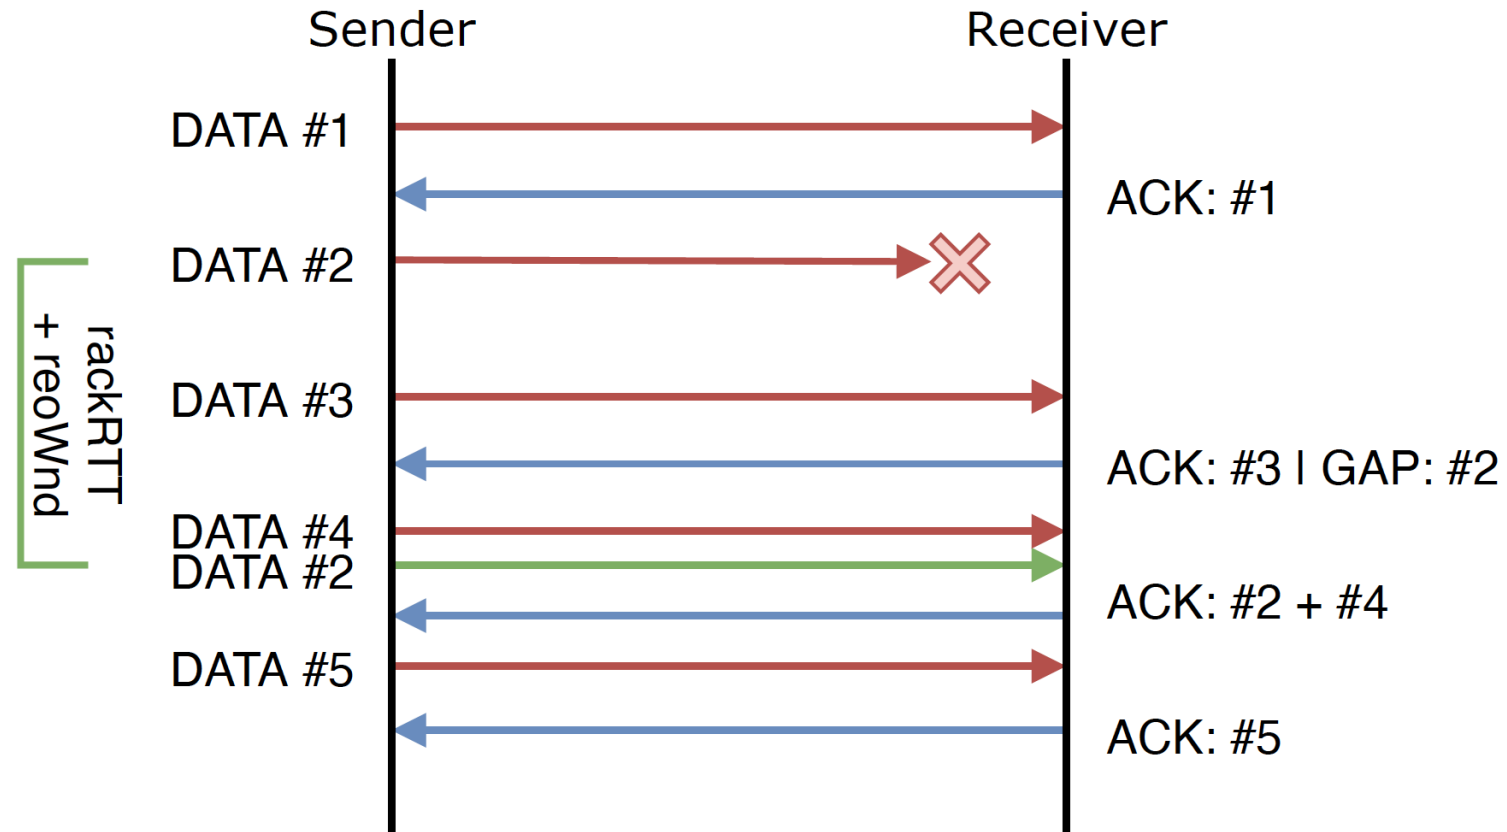 Sender
Receiver
DATA #1
ACK: #1
DATA #2
rackRTT
+ reoWnd
DATA #3
ACK: #3 | GAP: #2
DATA #4
DATA #2
ACK: #2 + #4
DATA #5
ACK: #5